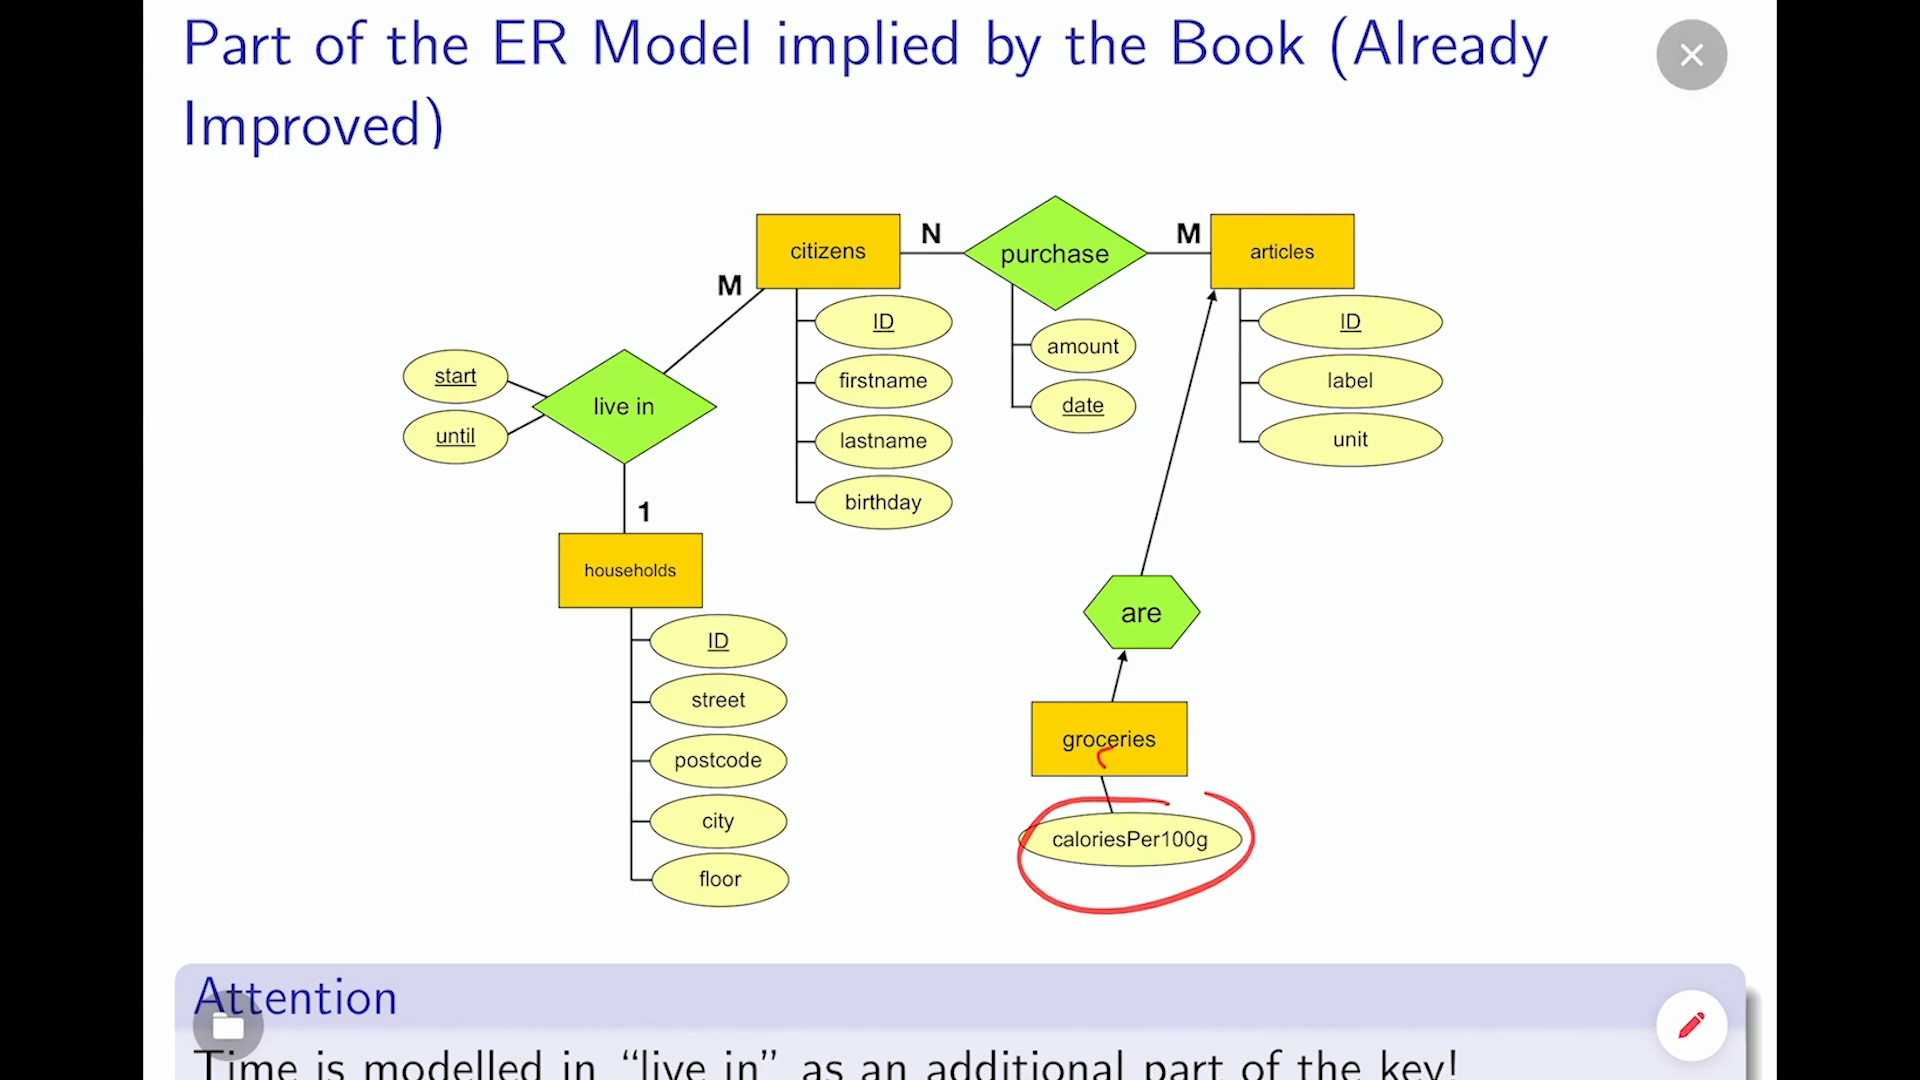 Part of the ER Model implied by the Book (Already
Improved)
citizens
N
purchase
M
articles
M
ID
firstname
lastname
birthday
amount
date
ID
label
unit
start
until
live in
1
households
ID
street
postcode
city
floor
are
groceries
caloriesPer100g
Attention
Time is modelled in “live in” as an additional part of the key!